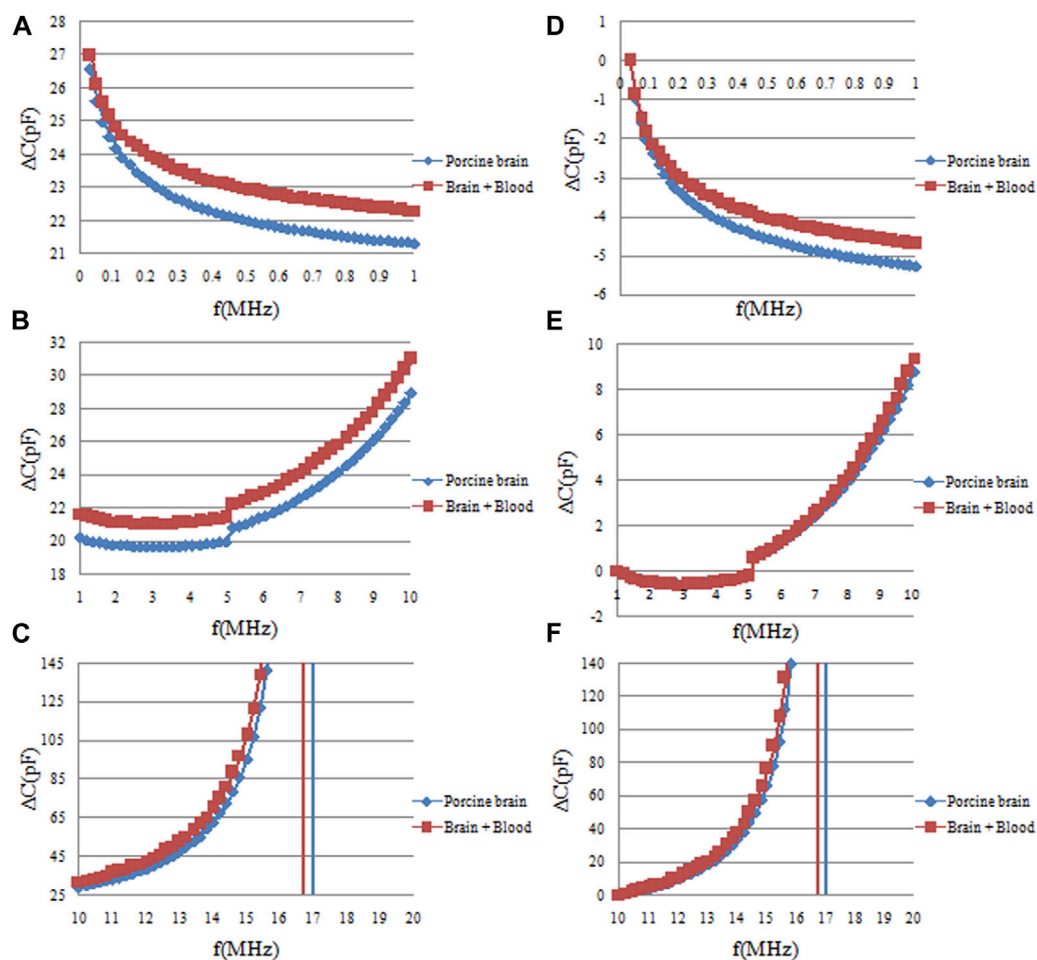 A
ΔC(pF)
28
27
26
25
24
23
22
21
0 0.1 0.2 0.3 0.4 0.5 0.6 0.7 0.8 0.9 1
f(MHz)
Porcine brain
Brain + Blood
D
ΔC(pF)
1
0
-1
-2
-3
-4
-5
-6
0 0.1 0.2 0.3 0.4 0.5 0.6 0.7 0.8 0.9 1
f(MHz)
Porcine brain
Brain + Blood
B
ΔC(pF)
32
30
28
26
24
22
20
18
1 2 3 4 5 6 7 8 9 10
f(MHz)
Porcine brain
Brain + Blood
E
ΔC(pF)
10
8
6
4
2
0
-2
1 2 3 4 5 6 7 8 9 10
f(MHz)
Porcine brain
Brain + Blood
C
ΔC(pF)
145
125
105
85
65
45
25
10 11 12 13 14 15 16 17 18 19 20
f(MHz)
Porcine brain
Brain + Blood
F
ΔC(pF)
140
120
100
80
60
40
20
0
10 11 12 13 14 15 16 17 18 19 20
f(MHz)
Porcine brain
Brain + Blood